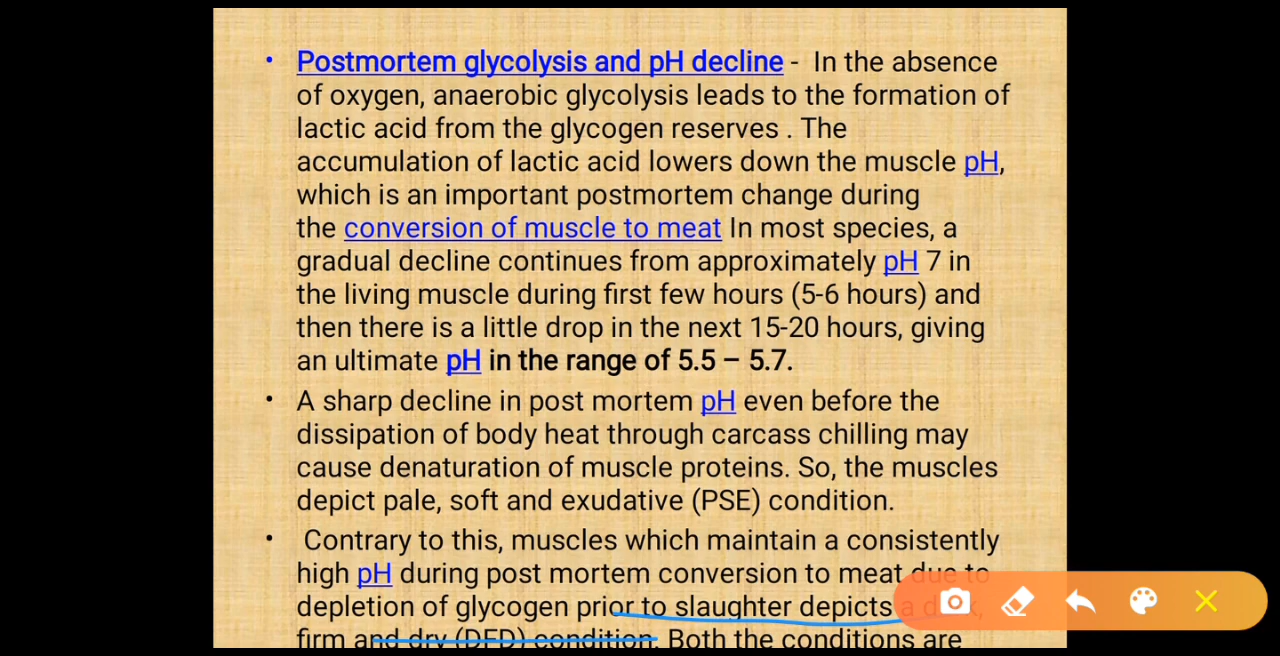 • Postmortem glycolysis and pH decline - In the absence
of oxygen, anaerobic glycolysis leads to the formation of
lactic acid from the glycogen reserves . The
accumulation of lactic acid lowers down the muscle pH,
which is an important postmortem change during
the conversion of muscle to meat In most species, a
gradual decline continues from approximately pH 7 in
the living muscle during first few hours (5-6 hours) and
then there is a little drop in the next 15-20 hours, giving
an ultimate pH in the range of 5.5 – 5.7.
• A sharp decline in post mortem pH even before the
dissipation of body heat through carcass chilling may
cause denaturation of muscle proteins. So, the muscles
depict pale, soft and exudative (PSE) condition.
• Contrary to this, muscles which maintain a consistently
high pH during post mortem conversion to meat due to
depletion of glycogen prior to slaughter depicts a dark,
firm and dry (DFD) condition. Both the conditions are